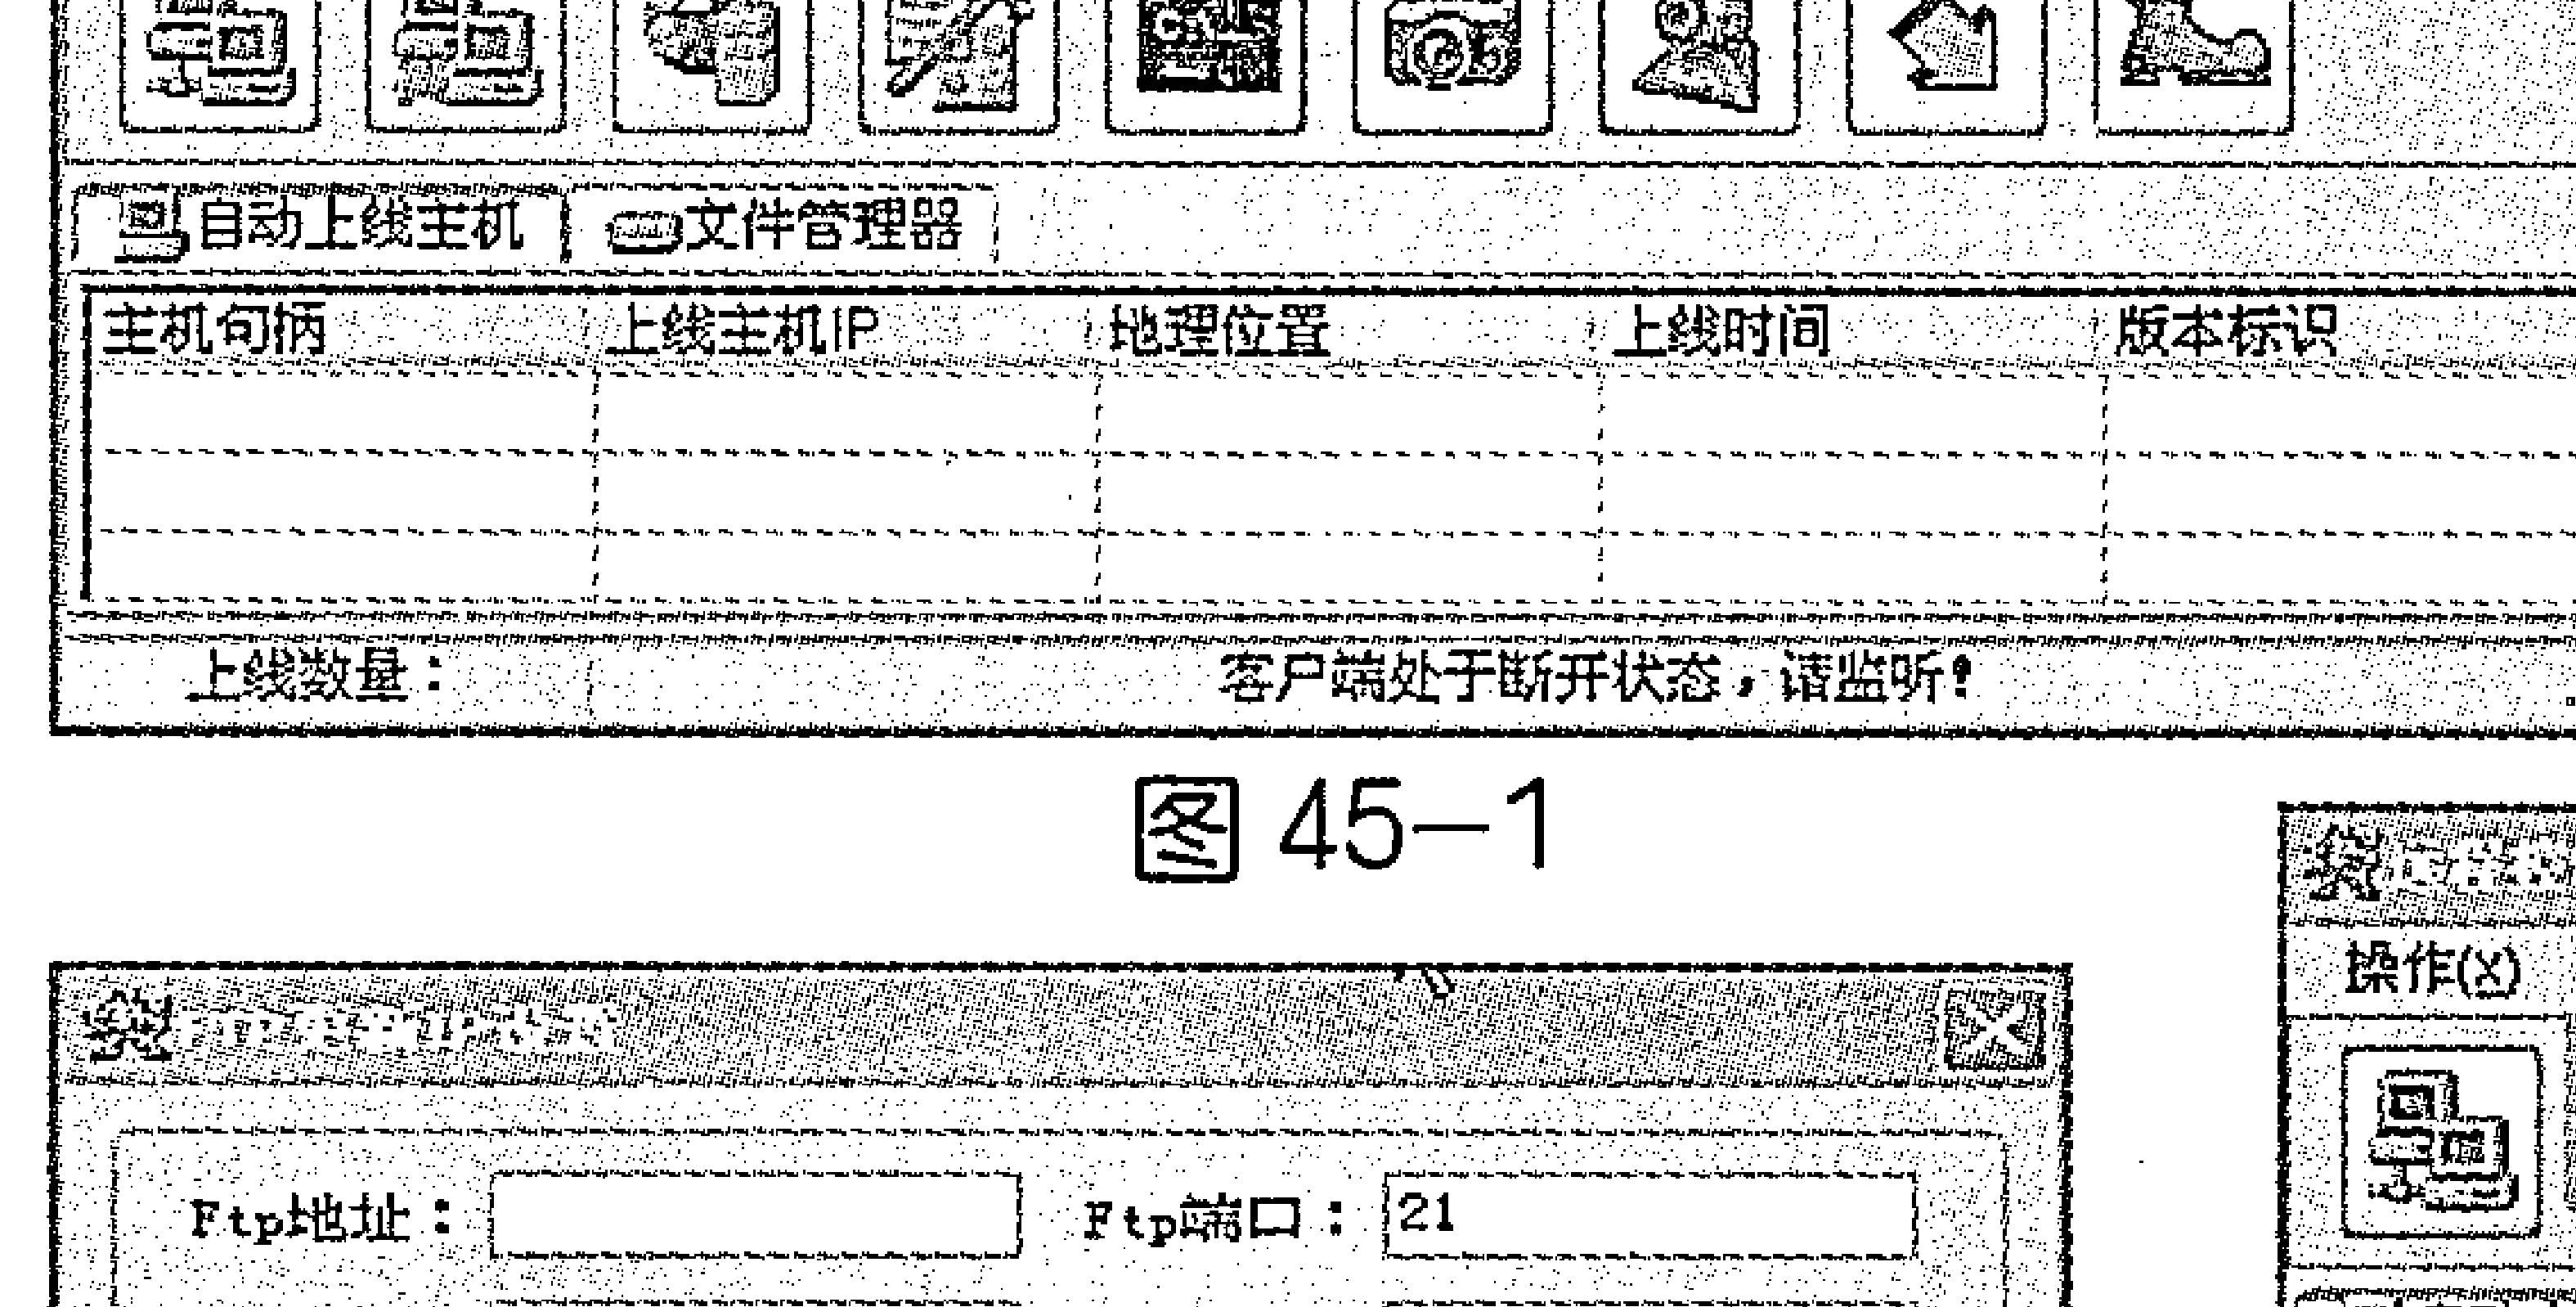 自动上线主机 文件管理器
主机句柄 上线主机IP 地理位置 上线时间 版本标识
上线数量： 客户端处于断开状态，请监听！
图 45-1
操作(X)
Ftp地址： Ftp端口： 21